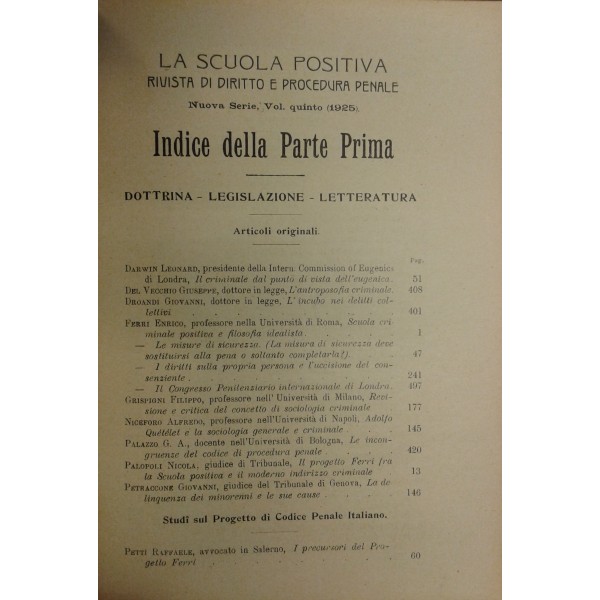 LA SCUOLA POSITIVA
RIVISTA DI DIRITTO E PROCEDURA PENALE
Nuova Serie, Vol. quinto (1925).
Indice della Parte Prima
DOTTRINA - LEGISLAZIONE - LETTERATURA
Articoli originali.
Pag.
DARWIN LEONARD, presidente della Intern. Commission of Eugenics
di Londra, Il criminale dal punto di vista dell'eugenica. 51
DEL VECCHIO GIUSEPPE, dottore in legge, L'antroposofia criminale. 408
DROANDI GIOVANNI, dottore in legge, L'incubo nei delitti col-
lettivi . . . . . . . . 401
FERRI ENRICO, professore nella Università di Roma, Scuola cri-
minale positiva e filosofia idealista . . . . 1
— Le misure di sicurezza. (La misura di sicurezza deve
sostituirsi alla pena o soltanto completarla?). . . 47
— I diritti sulla propria persona e l'uccisione del con-
senziente . . . . . . . . 241
— Il Congresso Penitenziario internazionale di Londra. 497
GRISPIGNI FILIPPO, professore nell'Università di Milano, Revi-
sione e critica del concetto di sociologia criminale 177
NICEFORO ALFREDO, professore nell'Università di Napoli, Adolfo
Quételet e la sociologia generale e criminale . . 145
PALAZZO G. A., docente nell'Università di Bologna, Le incon-
gruenze del codice di procedura penale . . . . 420
PALOPOLI NICOLA, giudice di Tribunale, Il progetto Ferri fra
la Scuola positiva e il moderno indirizzo criminale 13
PETRACCONE GIOVANNI, giudice del Tribunale di Genova, La de-
linquenza dei minorenni e le sue cause . . . . 146
Studî sul Progetto di Codice Penale Italiano.
PETTI RAFFAELE, avvocato in Salerno, I precursori del Pro-
getto Ferri . . . . . . . . 60